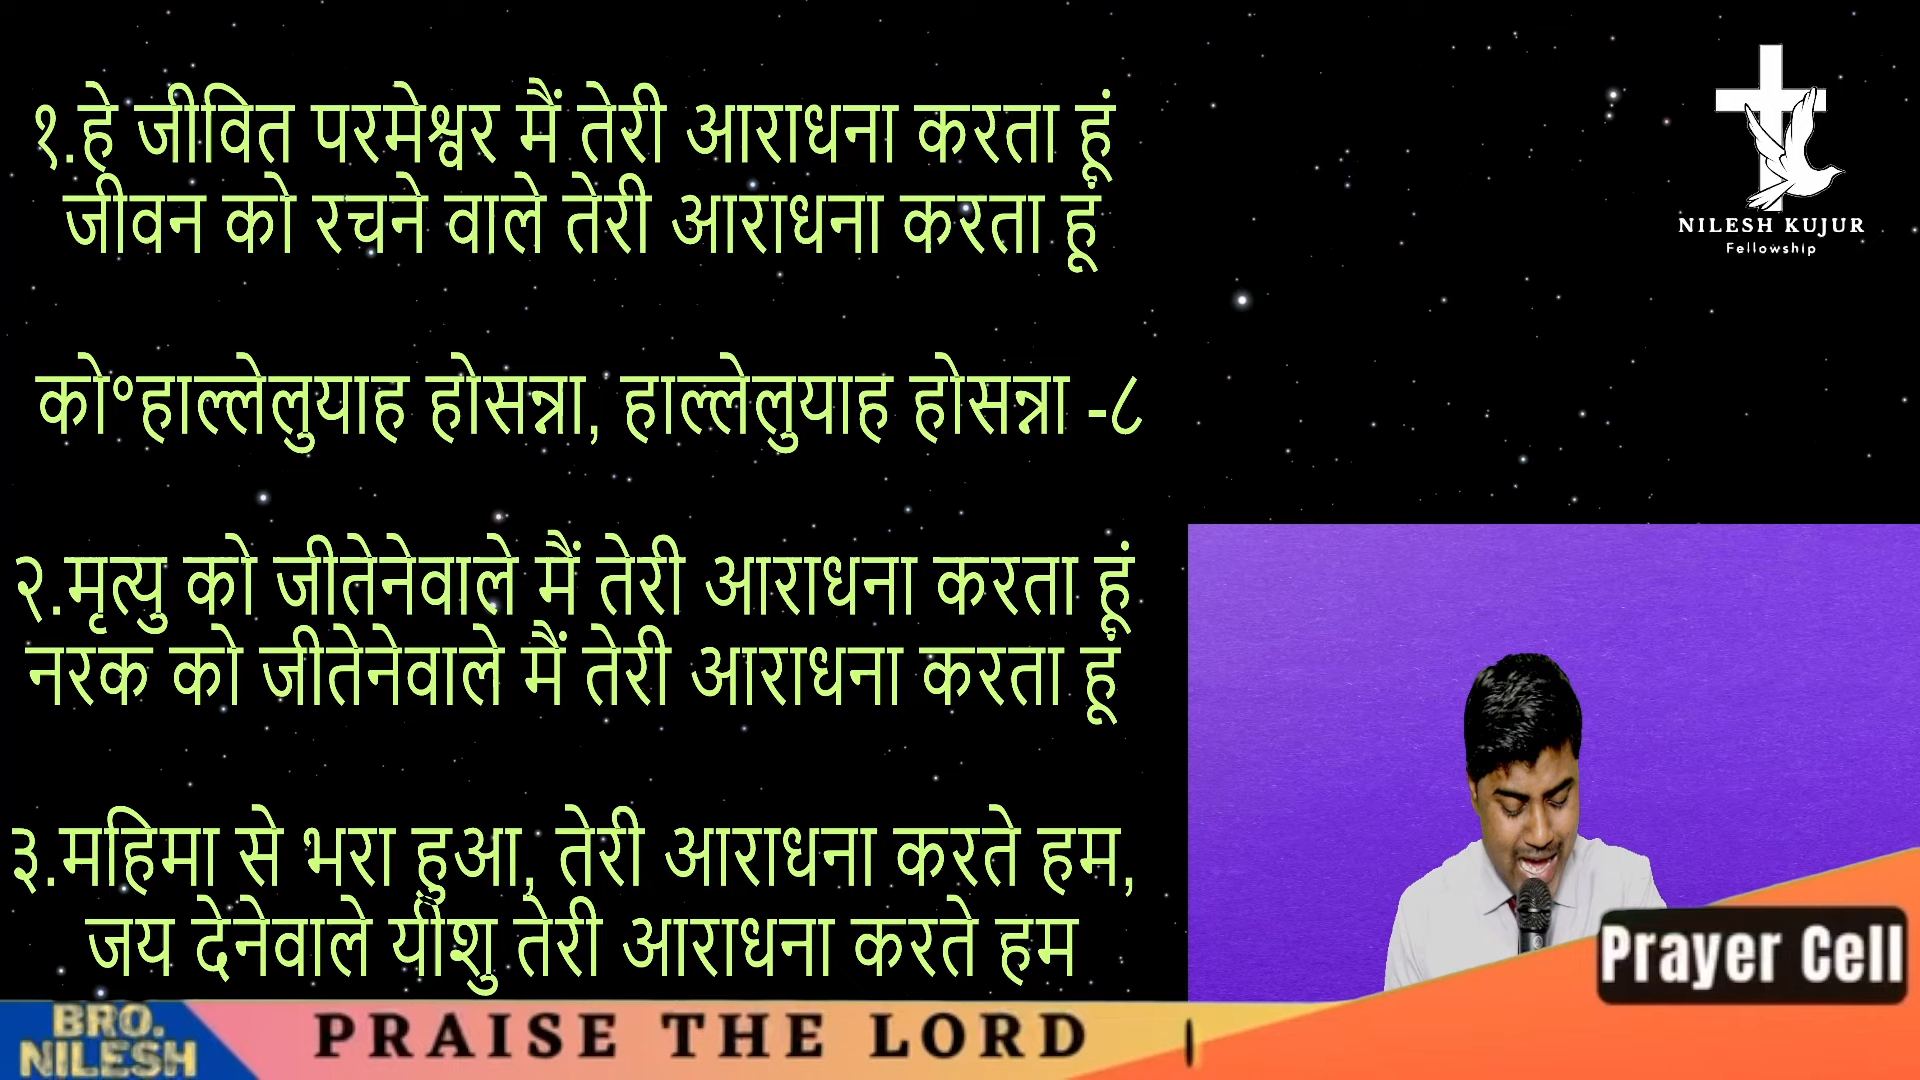 १.हे जीवित परमेश्वर मैं तेरी आराधना करता हूं
जीवन को रचने वाले तेरी आराधना करता हूं
को॰हाल्लेलुयाह होसन्ना, हाल्लेलुयाह होसन्ना -८
२.मृत्यु को जीतेनेवाले मैं तेरी आराधना करता हूं
नरक को जीतेनेवाले मैं तेरी आराधना करता हूं
३.महिमा से भरा हुआ, तेरी आराधना करते हम,
जय देनेवाले यीशु तेरी आराधना करते हम
NILESH KUJUR
Fellowship
Prayer Cell
BRO.
NILESH
PRAISE THE LORD |